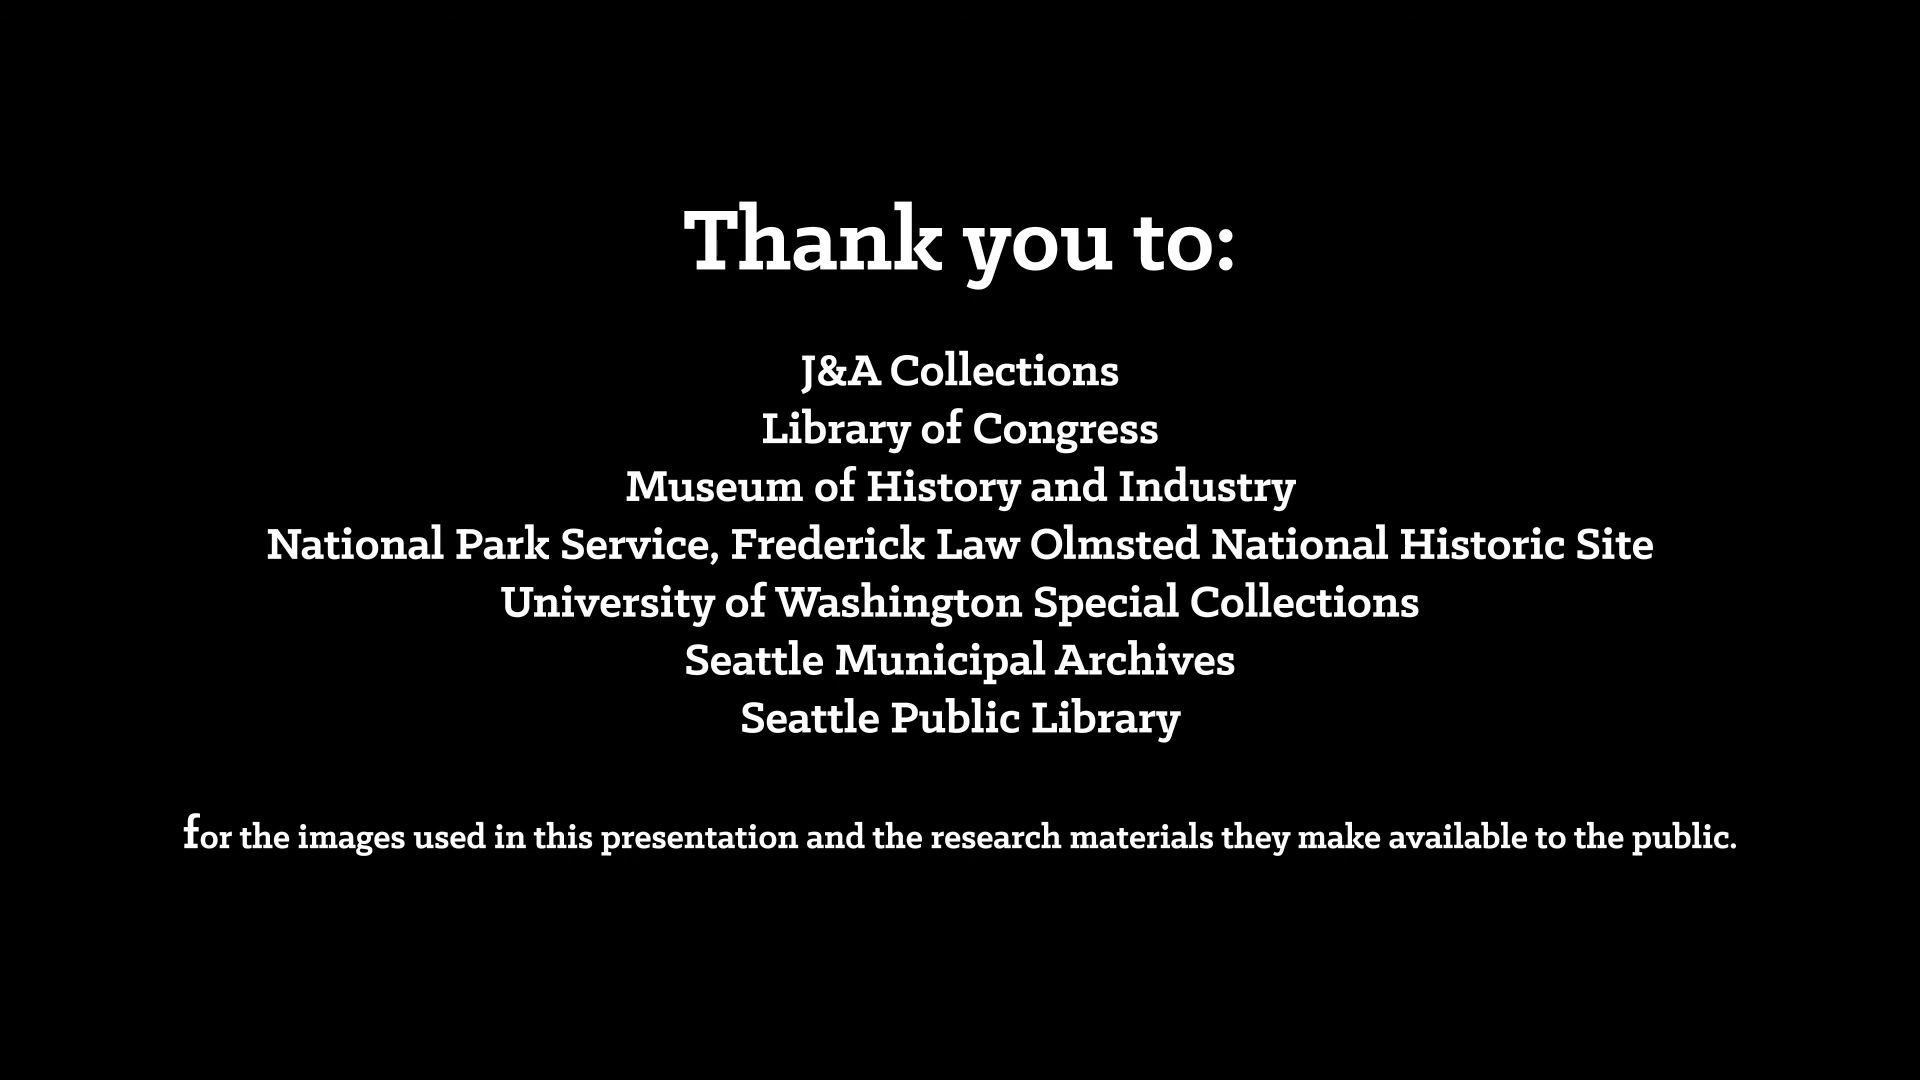 Thank you to:
J&A Collections
Library of Congress
Museum of History and Industry
National Park Service, Frederick Law Olmsted National Historic Site
University of Washington Special Collections
Seattle Municipal Archives
Seattle Public Library
for the images used in this presentation and the research materials they make available to the public.